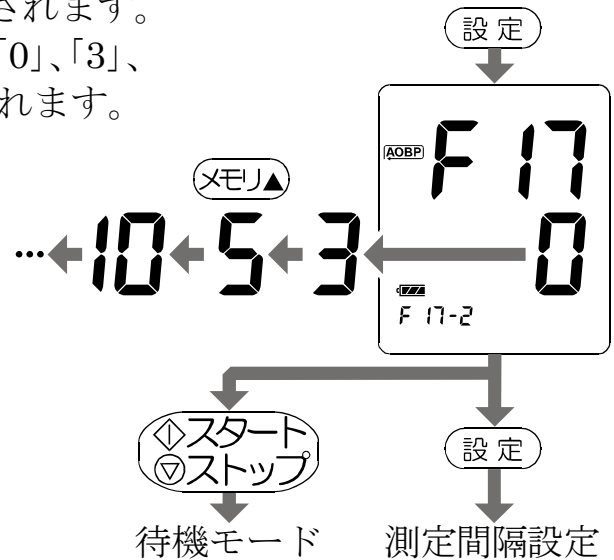 されます。
「0」、「3」、
れます。
設定
AOBP
F 17
メモリ▲
… 10 5 3 0
F 17-2
スタート
ストップ
設定
待機モード
測定間隔設定